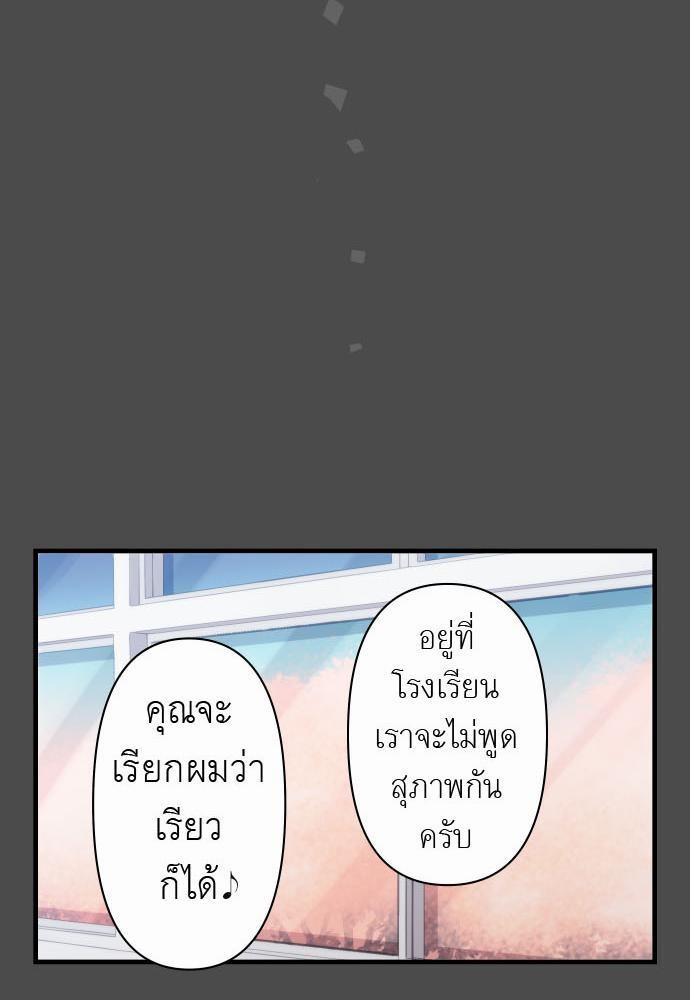 อยู่ที่
โรงเรียน
เราจะไม่พูด
สุภาพกัน
ครับ
คุณจะ
เรียกผมว่า
เรียว
ก็ได้♪